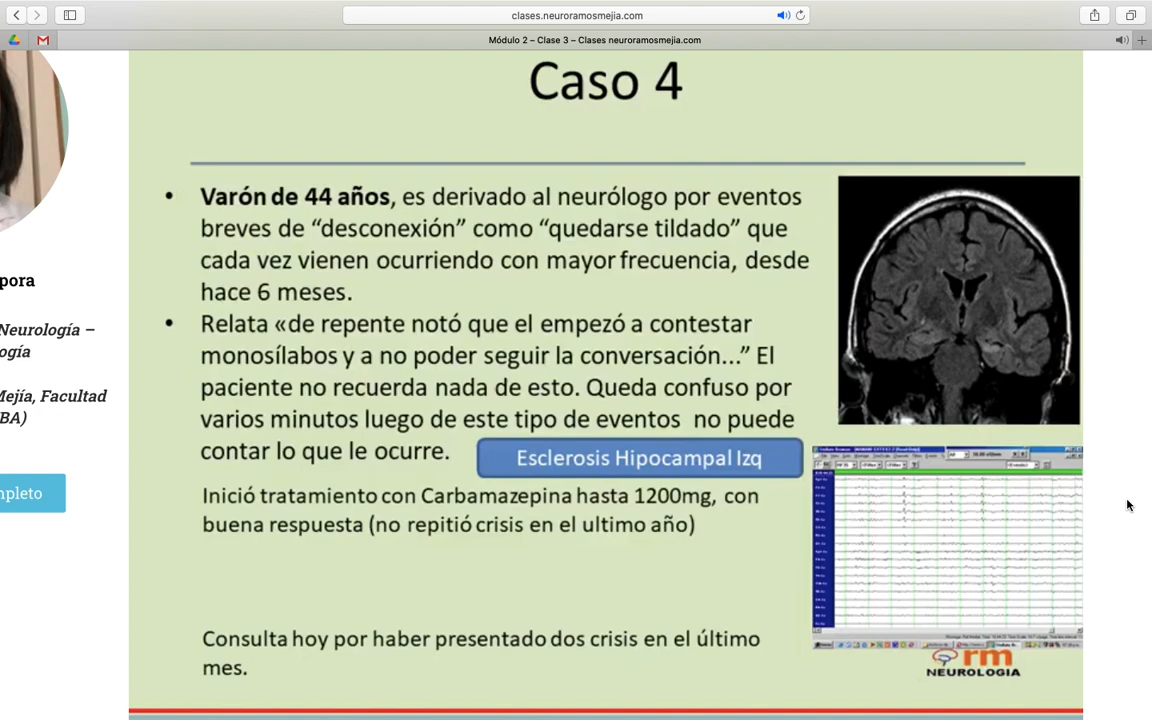 clases.neuroramosmejia.com
Módulo 2 – Clase 3 – Clases neuroramosmejia.com
Caso 4
pora
Neurología –
ogía
Mejía, Facultad
BA)
mpleto
• Varón de 44 años, es derivado al neurólogo por eventos
breves de “desconexión” como “quedarse tildado” que
cada vez vienen ocurriendo con mayor frecuencia, desde
hace 6 meses.
• Relata «de repente notó que el empezó a contestar
monosílabos y a no poder seguir la conversación...” El
paciente no recuerda nada de esto. Queda confuso por
varios minutos luego de este tipo de eventos no puede
contar lo que le ocurre.
Esclerosis Hipocampal Izq
Inició tratamiento con Carbamazepina hasta 1200mg, con
buena respuesta (no repitió crisis en el ultimo año)
Consulta hoy por haber presentado dos crisis en el último
mes.
rm
NEUROLOGIA